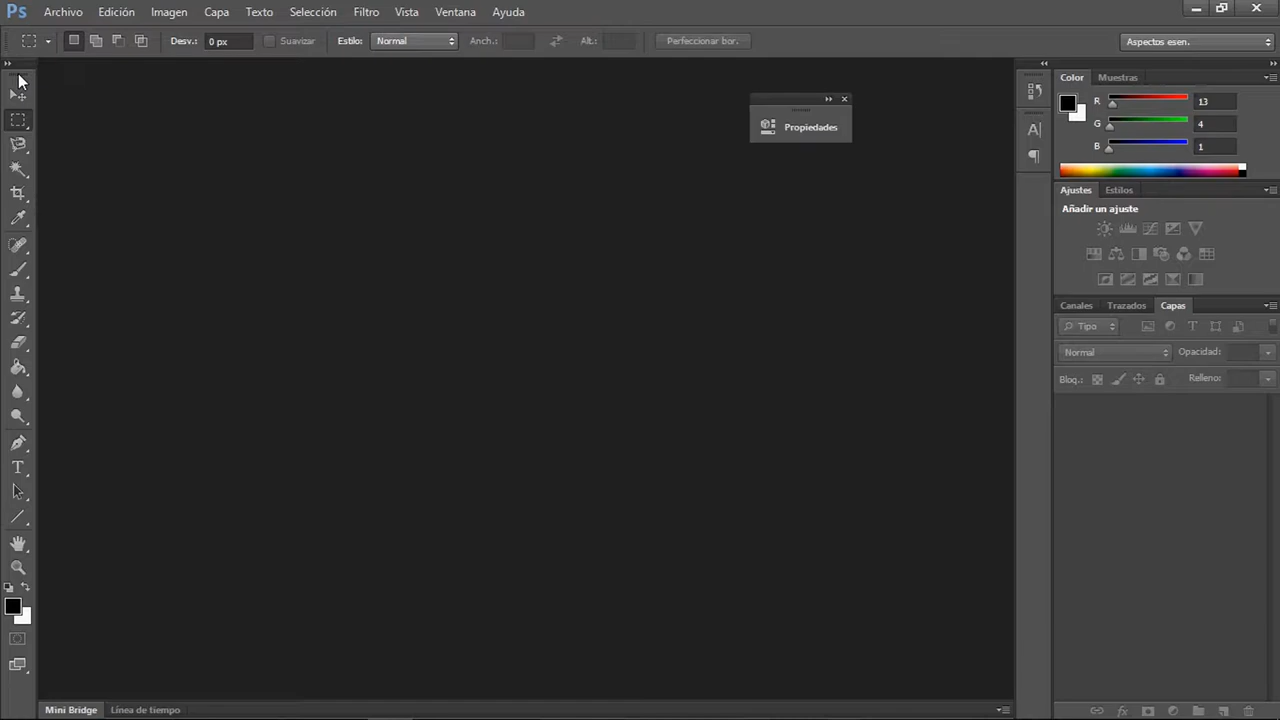 Ps Archivo Edición Imagen Capa Texto Selección Filtro Vista Ventana Ayuda
Desv.: 0 px Suavizar Estilo: Normal Anch.: Alt.: Perfeccionar bor. Aspectos esen.
Color Muestras
R 13
G 4
B 1
Propiedades
Ajustes Estilos
Añadir un ajuste
Canales Trazados Capas
Tipo
Normal Opacidad:
Bloq.: Relleno:
Mini Bridge Línea de tiempo